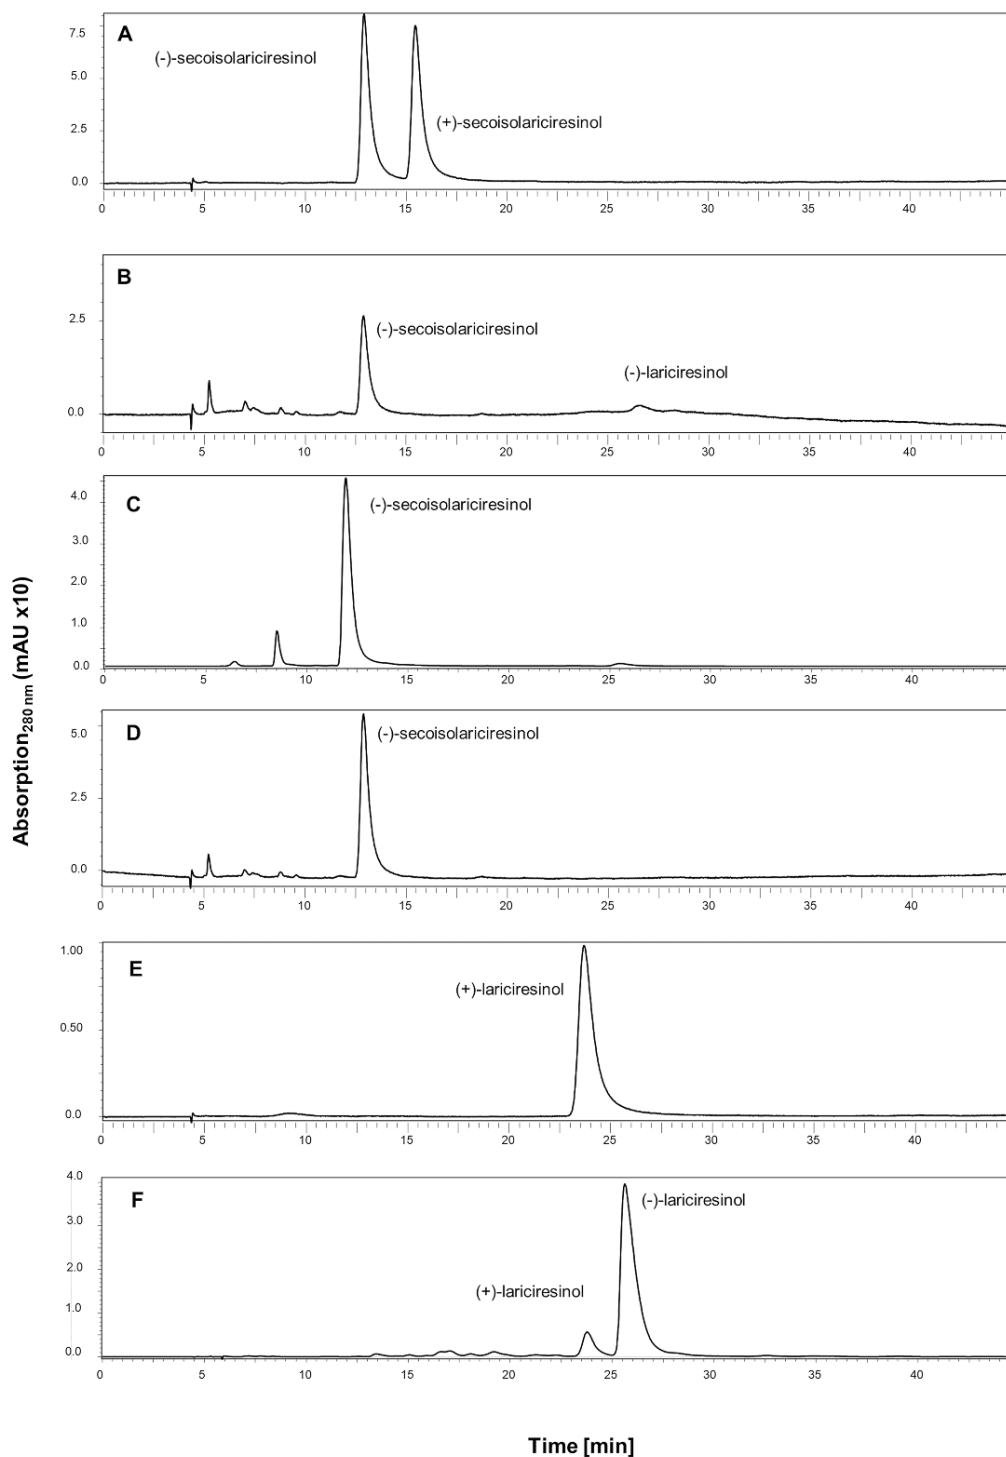 A
7.5
(-)-secoisolariciresinol
5.0
(+)-secoisolariciresinol
2.5
0.0
0 5 10 15 20 25 30 35 40
B
2.5
(-)-secoisolariciresinol
(-)-lariciresinol
0.0
0 5 10 15 20 25 30 35 40
4.0
C
(-)-secoisolariciresinol
3.0
2.0
1.0
0.0
0 5 10 15 20 25 30 35 40
5.0
D
(-)-secoisolariciresinol
2.5
0.0
0 5 10 15 20 25 30 35 40
1.00
E
(+)-lariciresinol
0.50
0.0
0 5 10 15 20 25 30 35 40
4.0
F
(-)-lariciresinol
3.0
2.0
(+)-lariciresinol
1.0
0.0
0 5 10 15 20 25 30 35 40
Absorption280 nm (mAU x10)
Time [min]